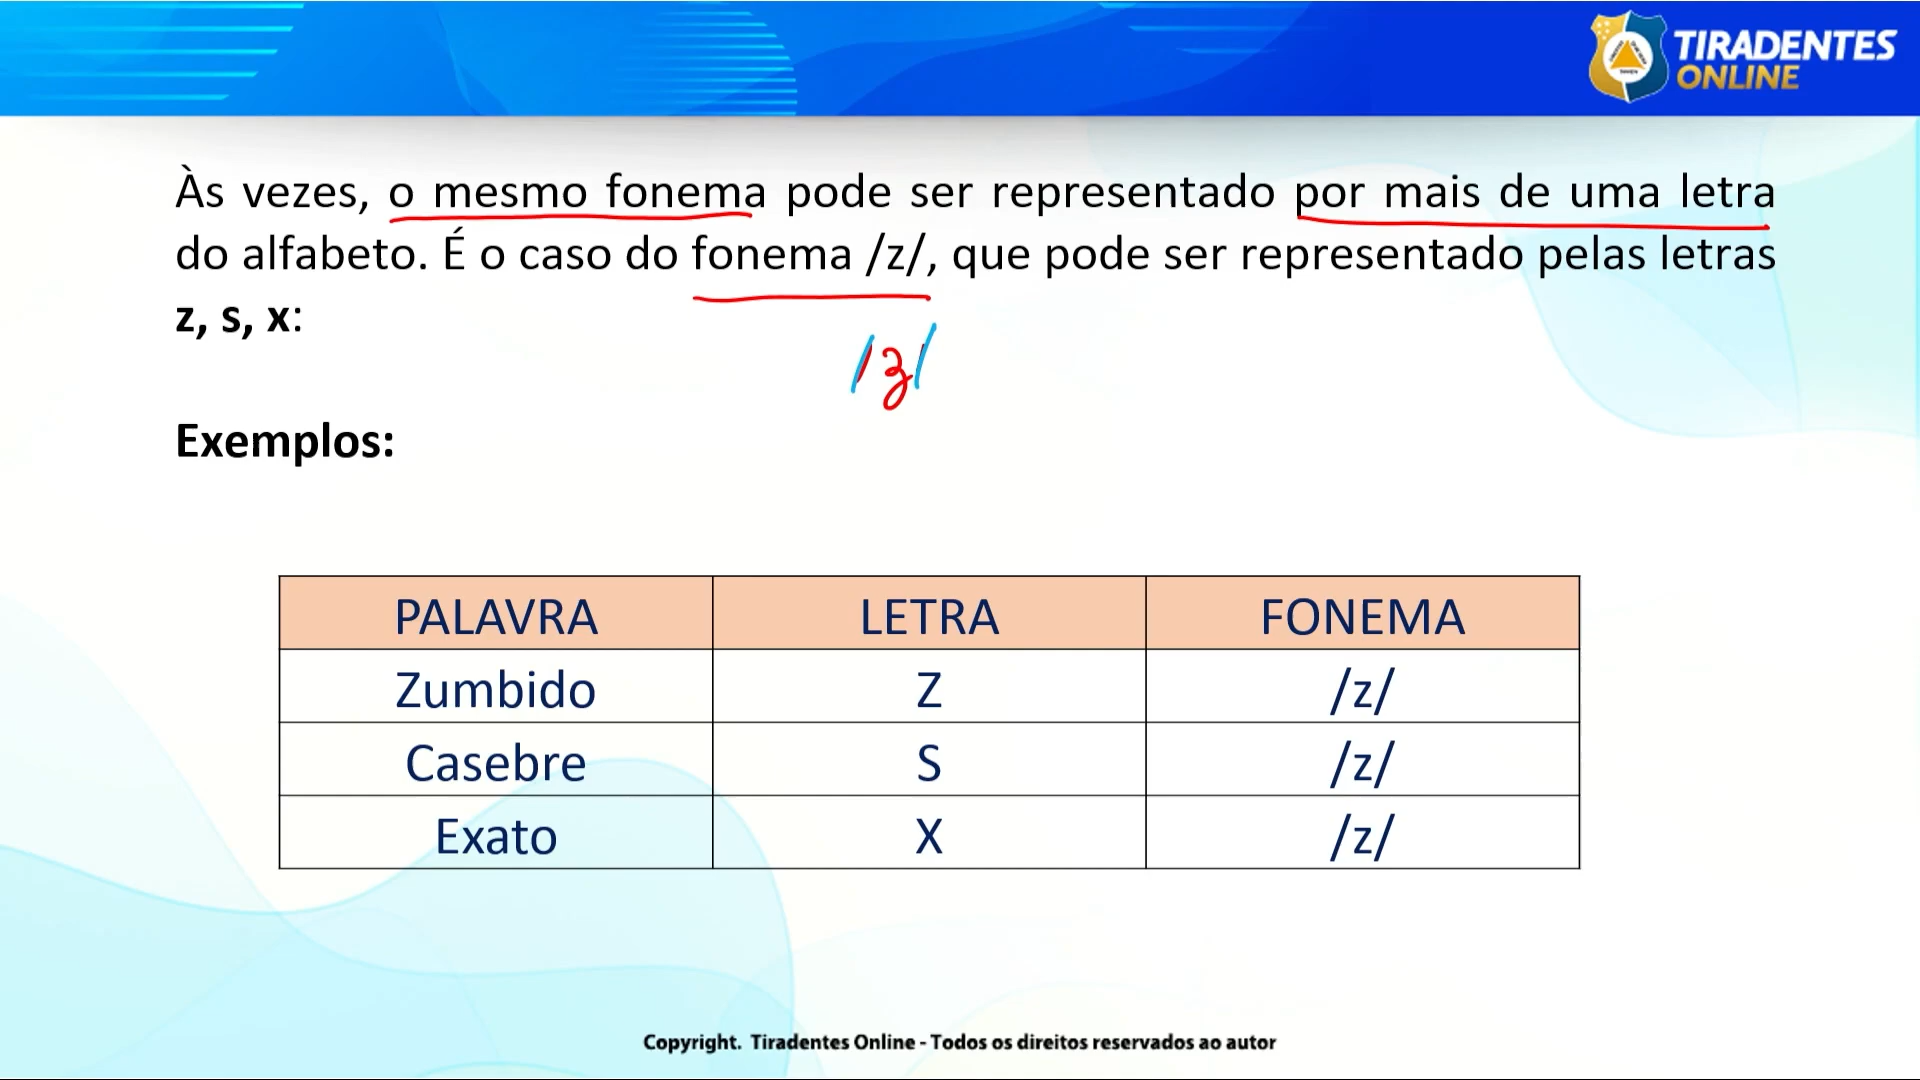 TIRADENTES
ONLINE
Às vezes, o mesmo fonema pode ser representado por mais de uma letra
do alfabeto. É o caso do fonema /z/, que pode ser representado pelas letras
z, s, x:
/z/
Exemplos:
PALAVRA LETRA FONEMA
Zumbido Z /z/
Casebre S /z/
Exato X /z/
Copyright. Tiradentes Online - Todos os direitos reservados ao autor